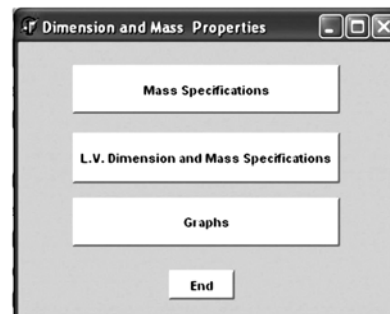 Dimension and Mass Properties
Mass Specifications
L.V. Dimension and Mass Specifications
Graphs
End